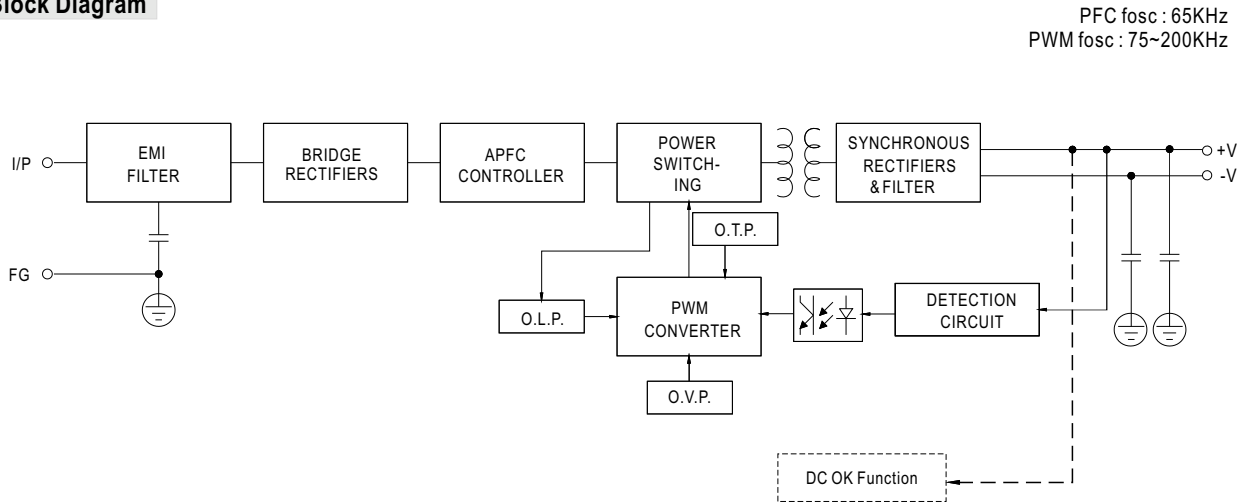 Block Diagram
PFC fosc : 65KHz
PWM fosc : 75~200KHz
I/P
EMI
FILTER
BRIDGE
RECTIFIERS
APFC
CONTROLLER
POWER
SWITCH-
ING
SYNCHRONOUS
RECTIFIERS
& FILTER
+V
-V
FG
O.T.P.
O.L.P.
PWM
CONVERTER
DETECTION
CIRCUIT
O.V.P.
DC OK Function